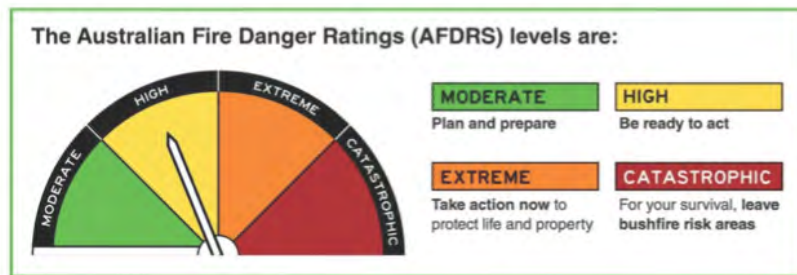 The Australian Fire Danger Ratings (AFDRS) levels are:
MODERATE
HIGH
EXTREME
CATASTROPHIC
MODERATE
Plan and prepare
HIGH
Be ready to act
EXTREME
Take action now to
protect life and property
CATASTROPHIC
For your survival, leave
bushfire risk areas